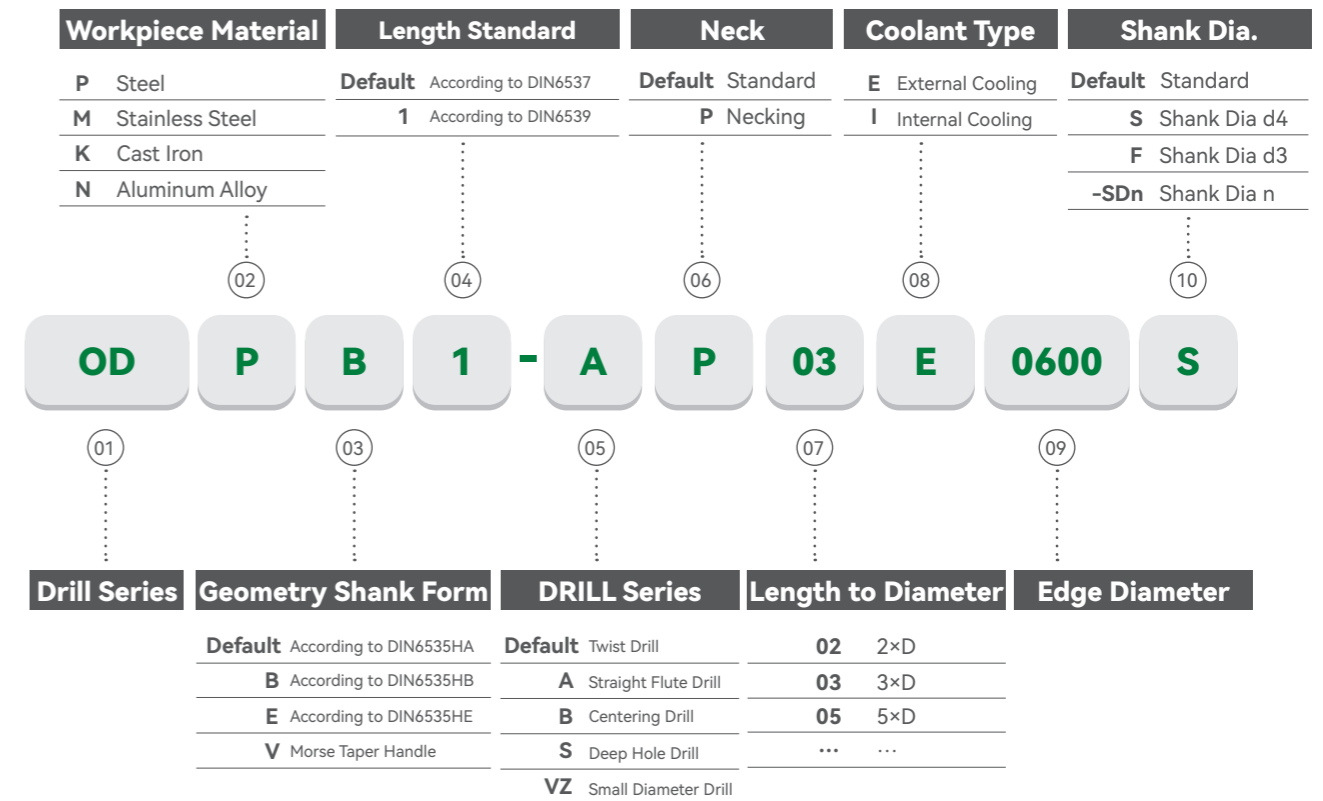 Workpiece Material
P Steel
M Stainless Steel
K Cast Iron
N Aluminum Alloy
Length Standard
Default According to DIN6537
1 According to DIN6539
Neck
Default Standard
P Necking
Coolant Type
E External Cooling
I Internal Cooling
Shank Dia.
Default Standard
S Shank Dia d4
F Shank Dia d3
-SDn Shank Dia n
02 04 06 08 10
OD P B 1 - A P 03 E 0600 S
01 03 05 07 09
Drill Series
Geometry Shank Form
Default According to DIN6535HA
B According to DIN6535HB
E According to DIN6535HE
V Morse Taper Handle
DRILL Series
Default Twist Drill
A Straight Flute Drill
B Centering Drill
S Deep Hole Drill
VZ Small Diameter Drill
Length to Diameter
02 2×D
03 3×D
05 5×D
... ...
Edge Diameter